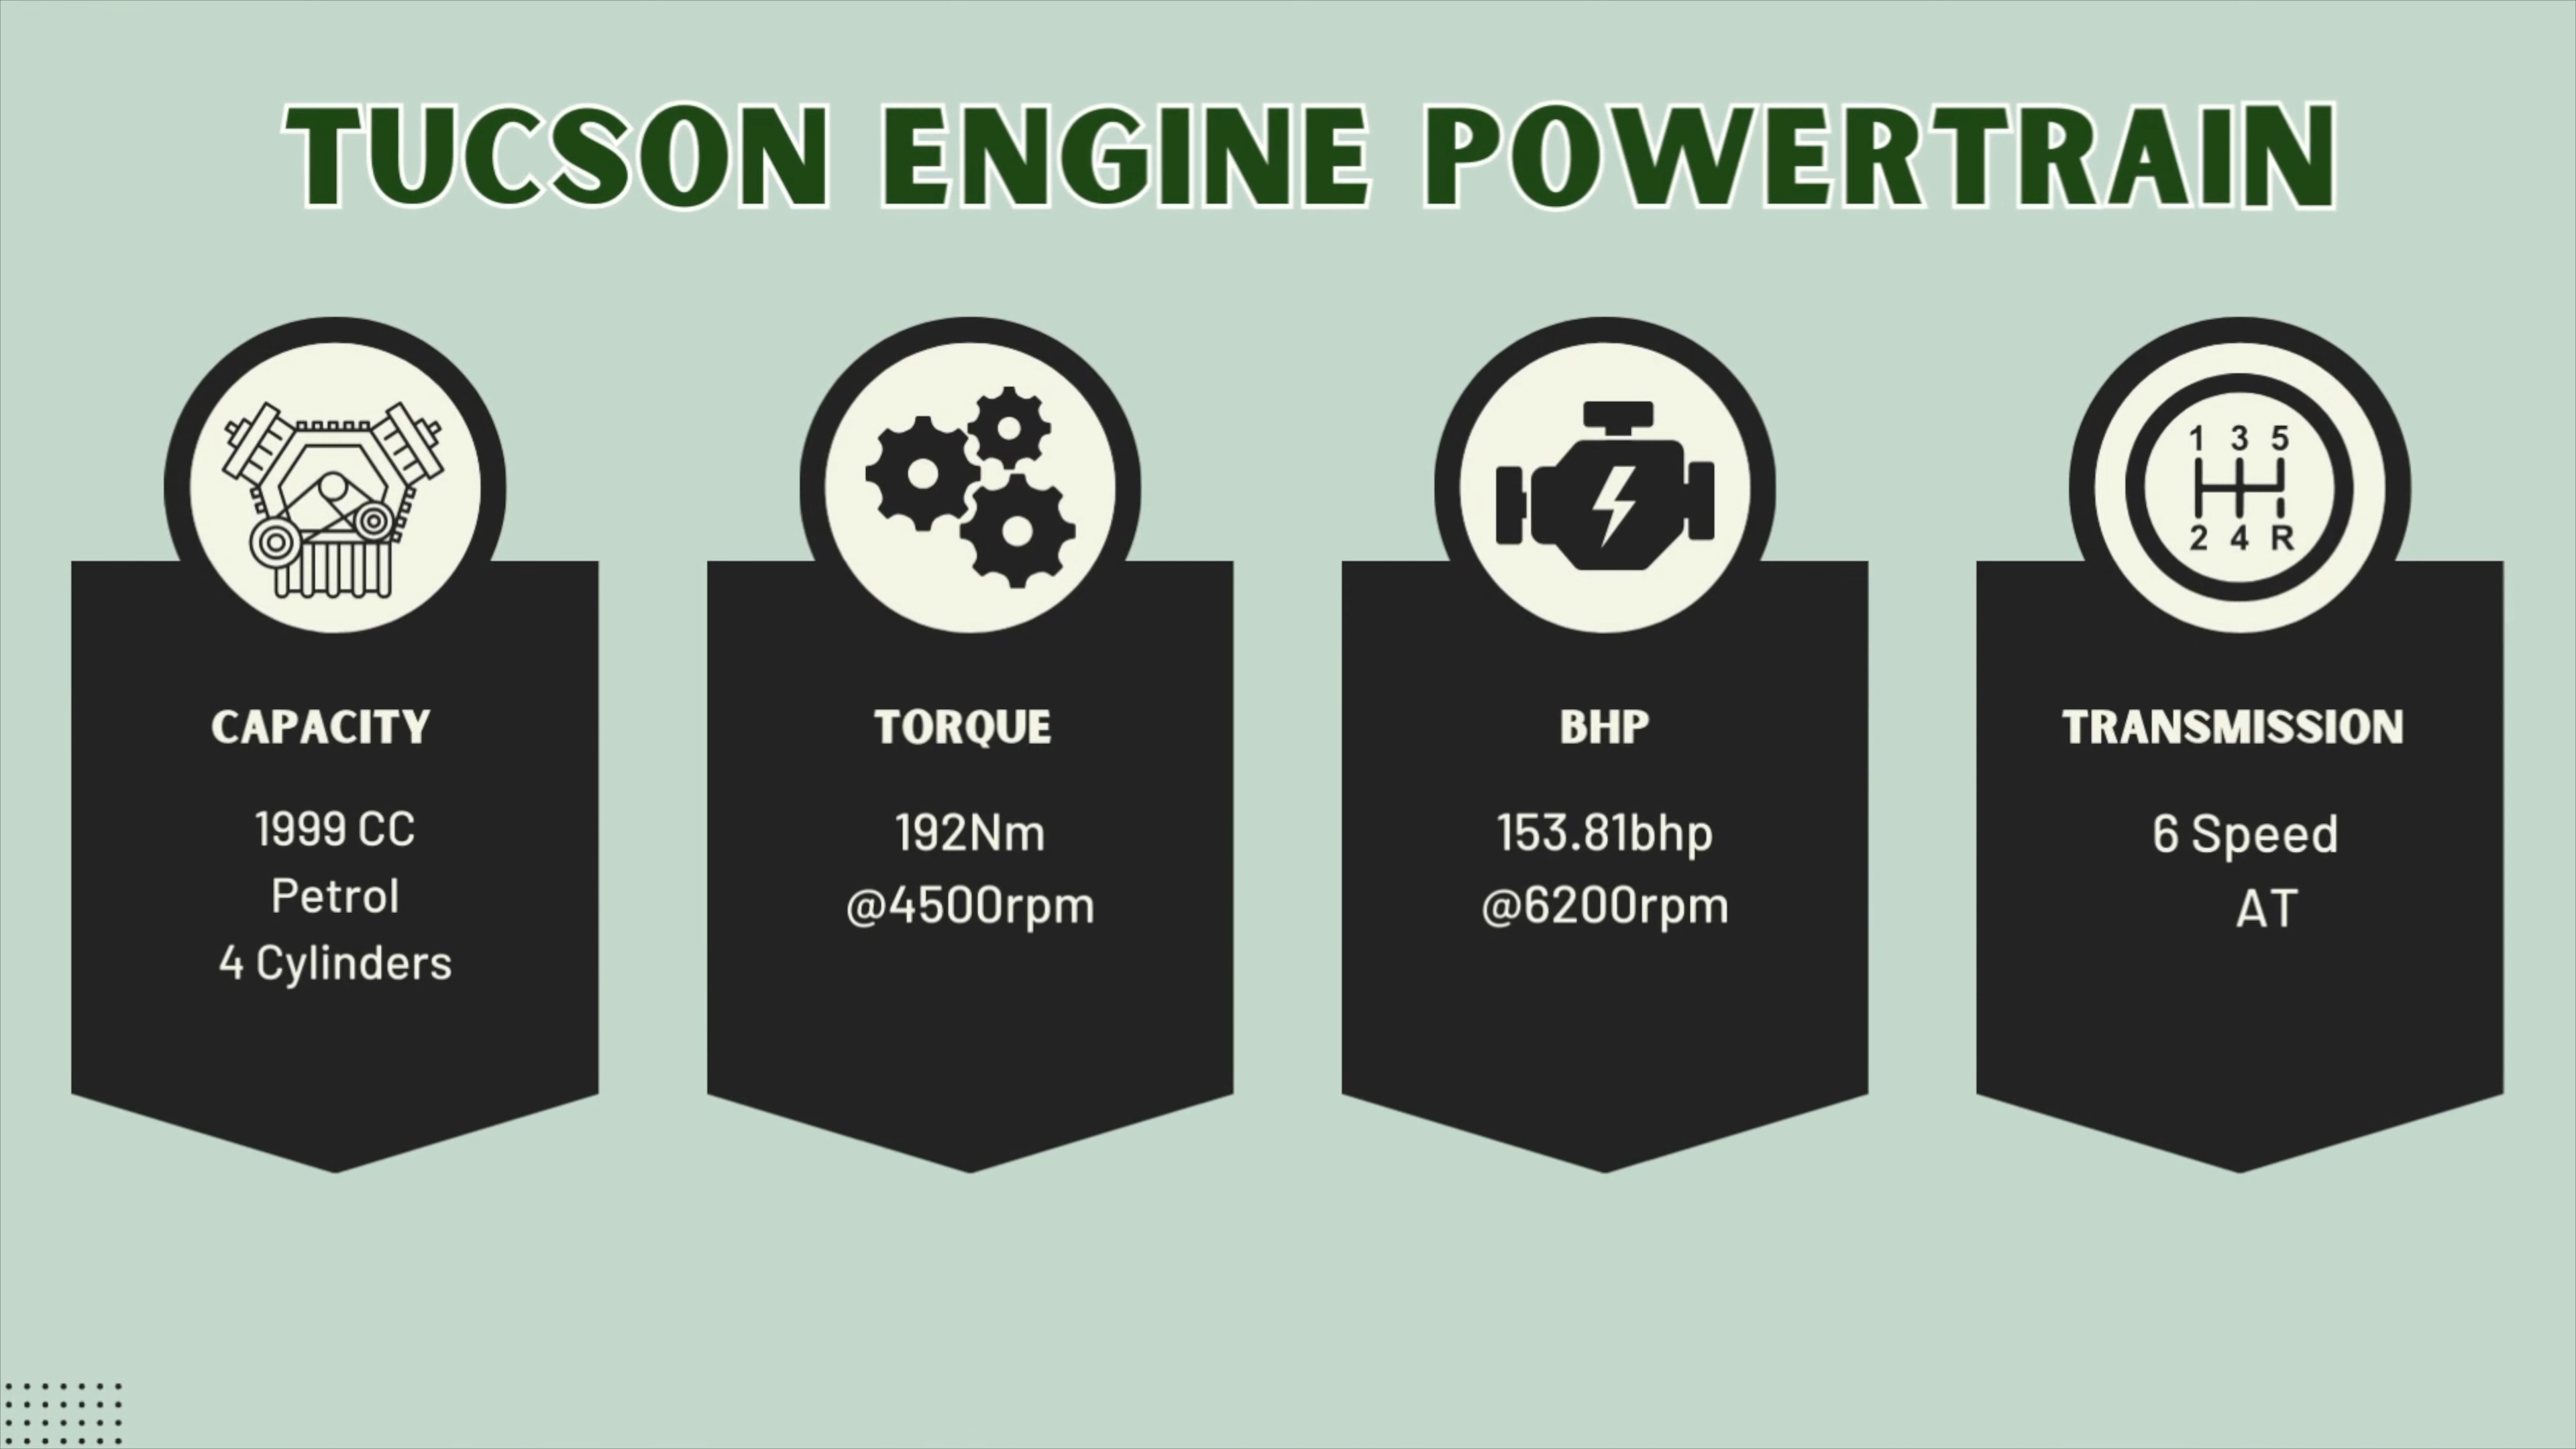 TUCSON ENGINE POWERTRAIN
1 3 5
2 4 R
CAPACITY
1999 CC
Petrol
4 Cylinders
TORQUE
192Nm
@4500rpm
BHP
153.81bhp
@6200rpm
TRANSMISSION
6 Speed
AT